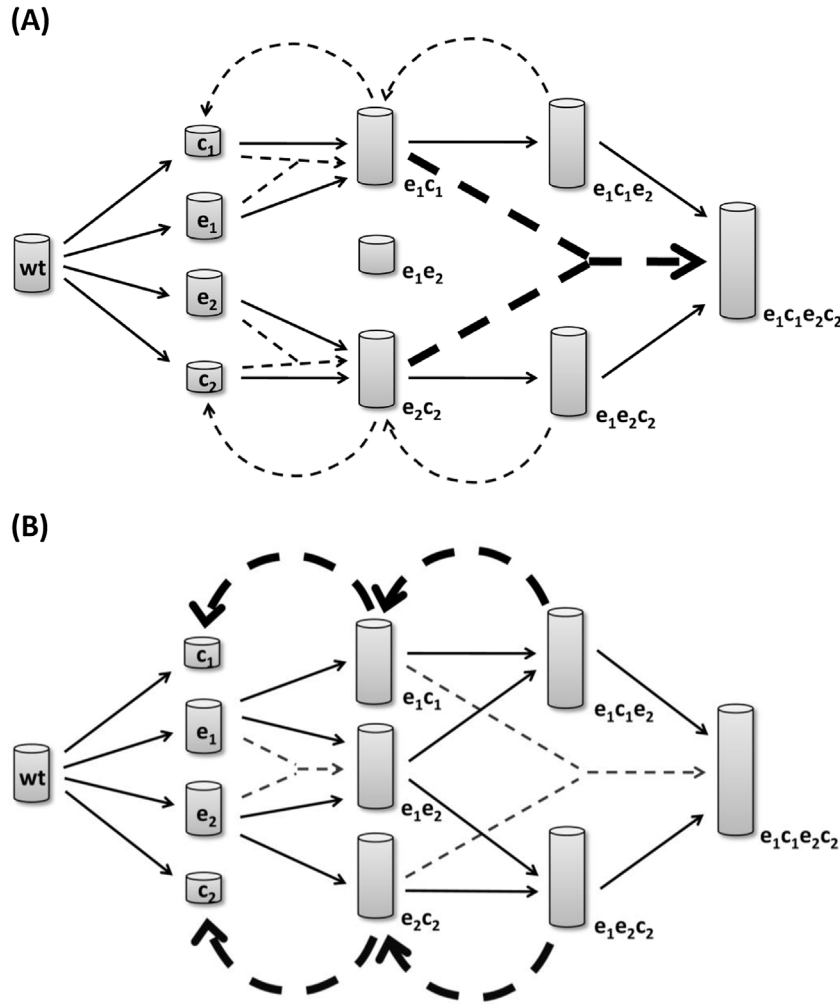 (A)
c₁
e₁c₁
e₁c₁e₂
e₁
wt
e₁e₂
e₂
e₁c₁e₂c₂
c₂
e₂c₂
e₁e₂c₂
(B)
c₁
e₁c₁
e₁c₁e₂
e₁
wt
e₁e₂
e₂
e₁c₁e₂c₂
c₂
e₂c₂
e₁e₂c₂